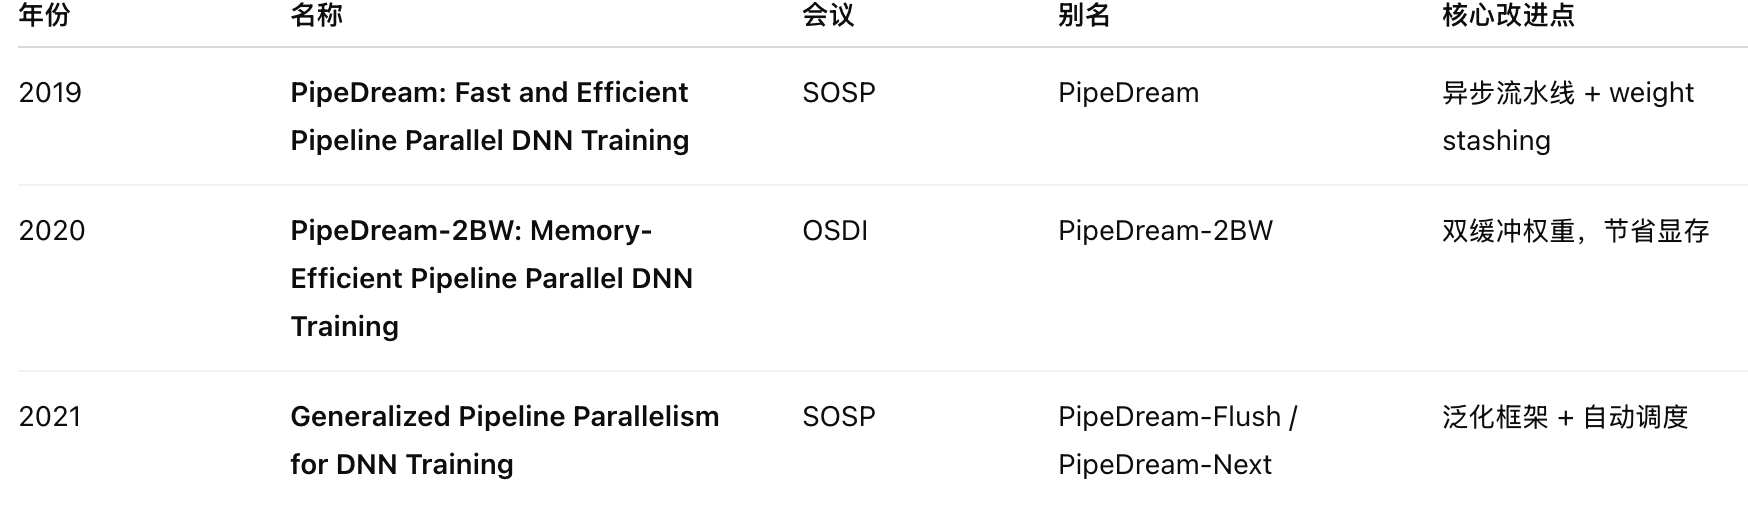 年份 名称 会议 别名 核心改进点
2019 PipeDream: Fast and Efficient SOSP PipeDream 异步流水线 + weight
Pipeline Parallel DNN Training stashing
2020 PipeDream-2BW: Memory- OSDI PipeDream-2BW 双缓冲权重，节省显存
Efficient Pipeline Parallel DNN
Training
2021 Generalized Pipeline Parallelism SOSP PipeDream-Flush / 泛化框架 + 自动调度
for DNN Training PipeDream-Next